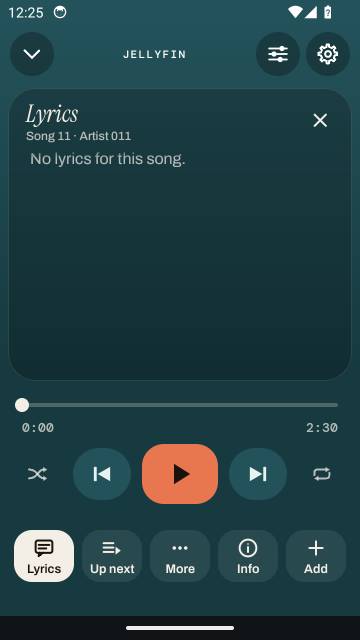 12:25
JELLYFIN
Lyrics
Song 11 · Artist 011
No lyrics for this song.
0:00
2:30
Lyrics
Up next
More
Info
Add